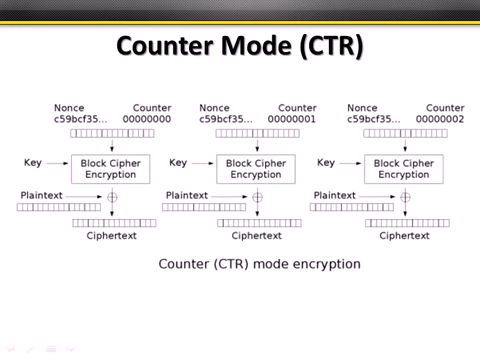 Counter Mode (CTR)
Nonce Counter Nonce Counter Nonce Counter
c59bcf35... 00000000 c59bcf35... 00000001 c59bcf35... 00000002
Key Block Cipher Key Block Cipher Key Block Cipher
Encryption Encryption Encryption
Plaintext Plaintext Plaintext
Ciphertext Ciphertext Ciphertext
Counter (CTR) mode encryption